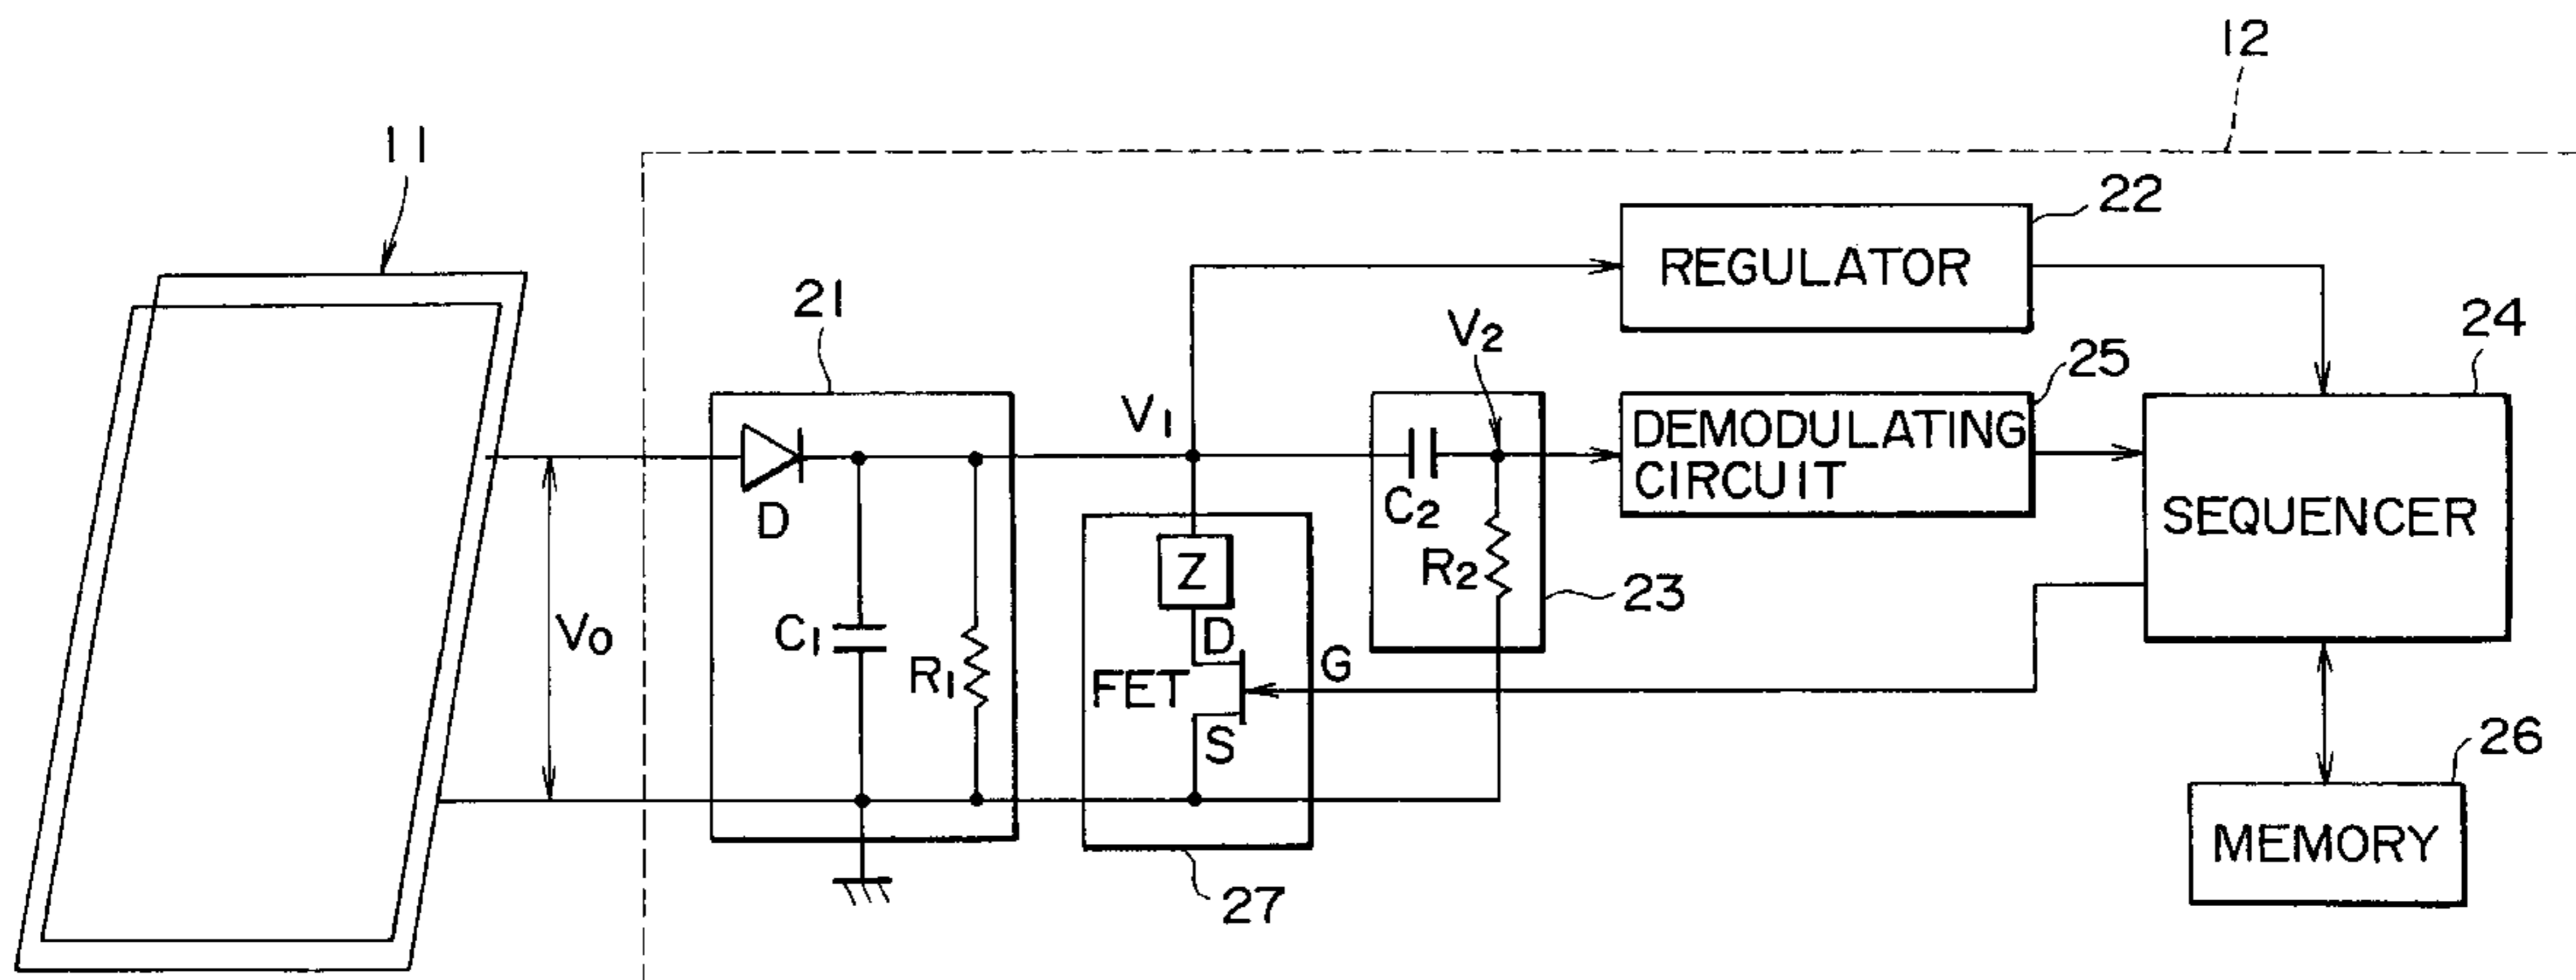 12
11
22
REGULATOR
21
V2
24
25
V1
DEMODULATING
CIRCUIT
D
C2
SEQUENCER
Z
R2
23
C1
V0
D
R1
FET
G
S
26
MEMORY
27